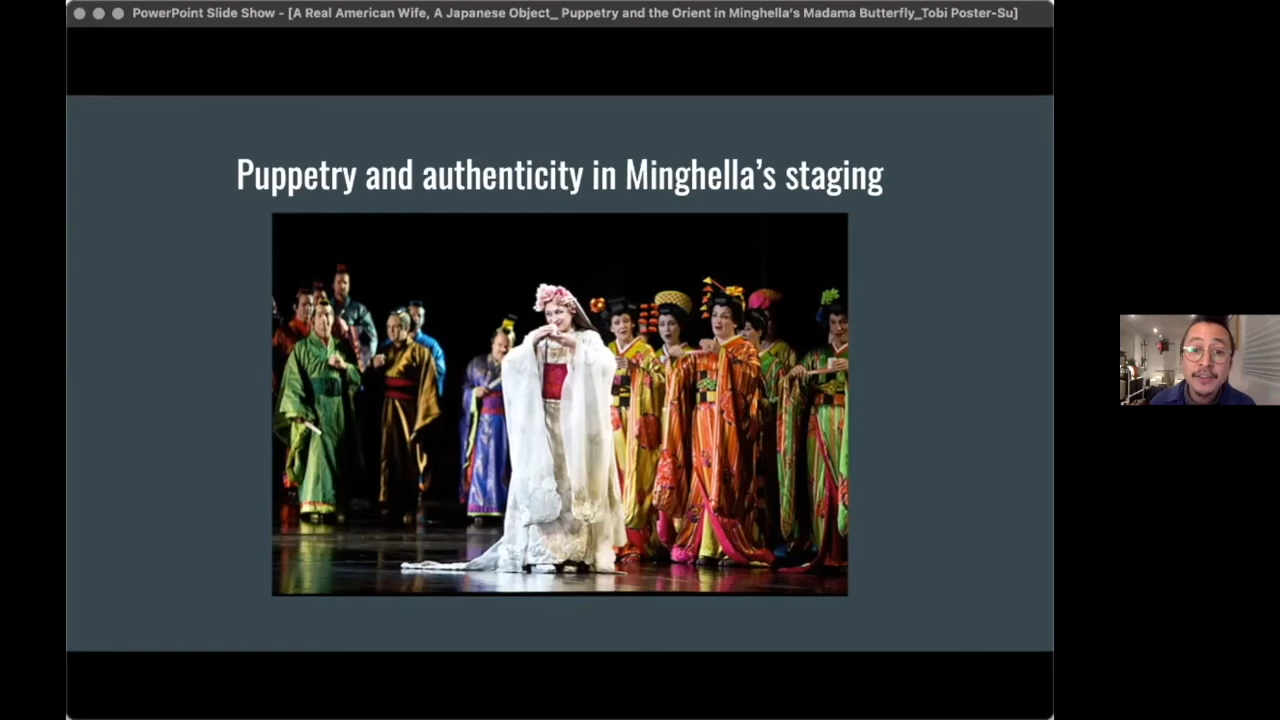 PowerPoint Slide Show - [A Real American Wife, A Japanese Object_ Puppetry and the Orient in Minghella's Madama Butterfly_Tobi Poster-Su]
Puppetry and authenticity in Minghella’s staging